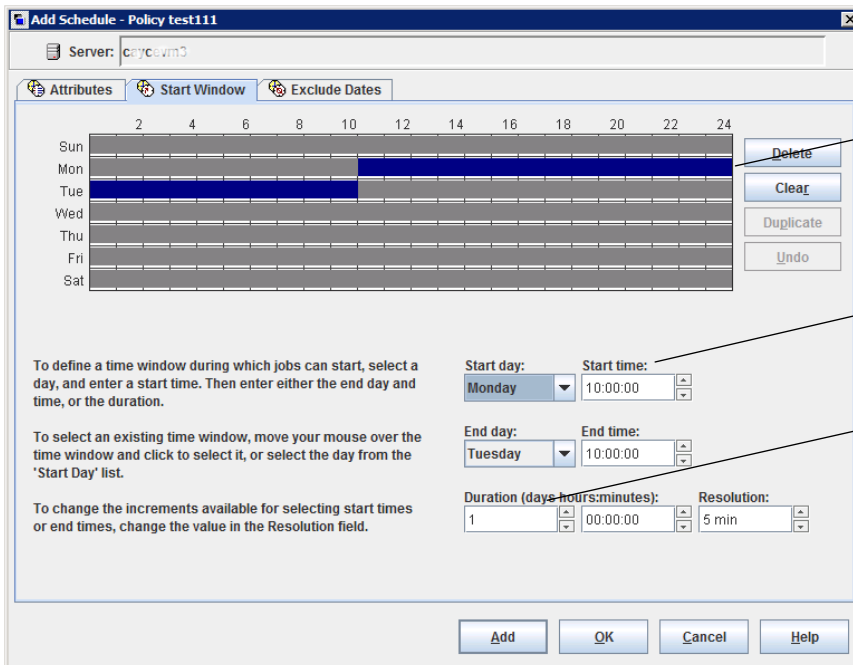 Add Schedule - Policy test111
Server:
Attributes Start Window Exclude Dates
2 4 6 8 10 12 14 16 18 20 22 24
Sun
Mon
Tue
Wed
Thu
Fri
Sat
Delete
Clear
Duplicate
Undo
To define a time window during which jobs can start, select a
day, and enter a start time. Then enter either the end day and
time, or the duration.
To select an existing time window, move your mouse over the
time window and click to select it, or select the day from the
'Start Day' list.
To change the increments available for selecting start times
or end times, change the value in the Resolution field.
Start day: Start time:
Monday 10:00:00
End day: End time:
Tuesday 10:00:00
Duration (days hours:minutes): Resolution:
1 00:00:00 5 min
Add OK Cancel Help